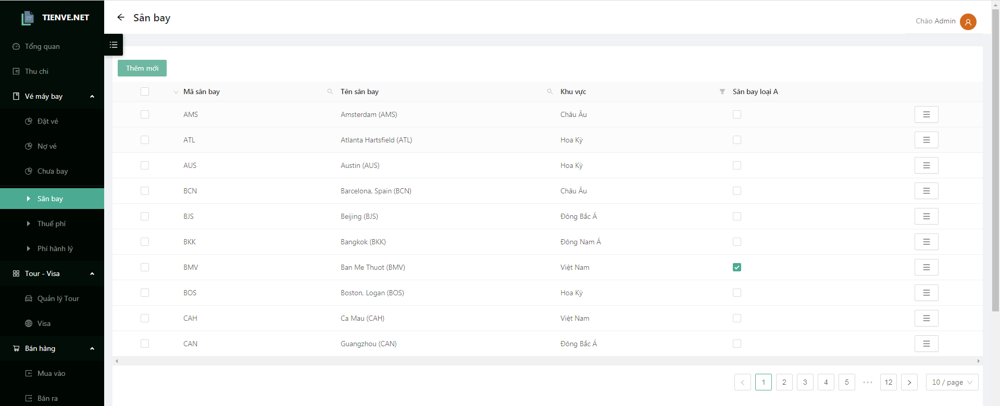 TIENVE.NET
Sân bay
Chào Admin
Tổng quan
Thu chi
Vé máy bay
Đặt vé
Nợ vé
Chưa bay
Sân bay
Thuế phí
Phí hành lý
Tour - Visa
Quản lý Tour
Visa
Bán hàng
Mua vào
Bán ra
Thêm mới
Mã sân bay Tên sân bay Khu vực Sân bay loại A
AMS Amsterdam (AMS) Châu Âu
ATL Atlanta Hartsfield (ATL) Hoa Kỳ
AUS Austin (AUS) Hoa Kỳ
BCN Barcelona, Spain (BCN) Châu Âu
BJS Beijing (BJS) Đông Bắc Á
BKK Bangkok (BKK) Đông Nam Á
BMV Ban Me Thuot (BMV) Việt Nam
BOS Boston, Logan (BOS) Hoa Kỳ
CAH Ca Mau (CAH) Việt Nam
CAN Guangzhou (CAN) Đông Bắc Á
< 1 2 3 4 5 ••• 12 > 10 / page